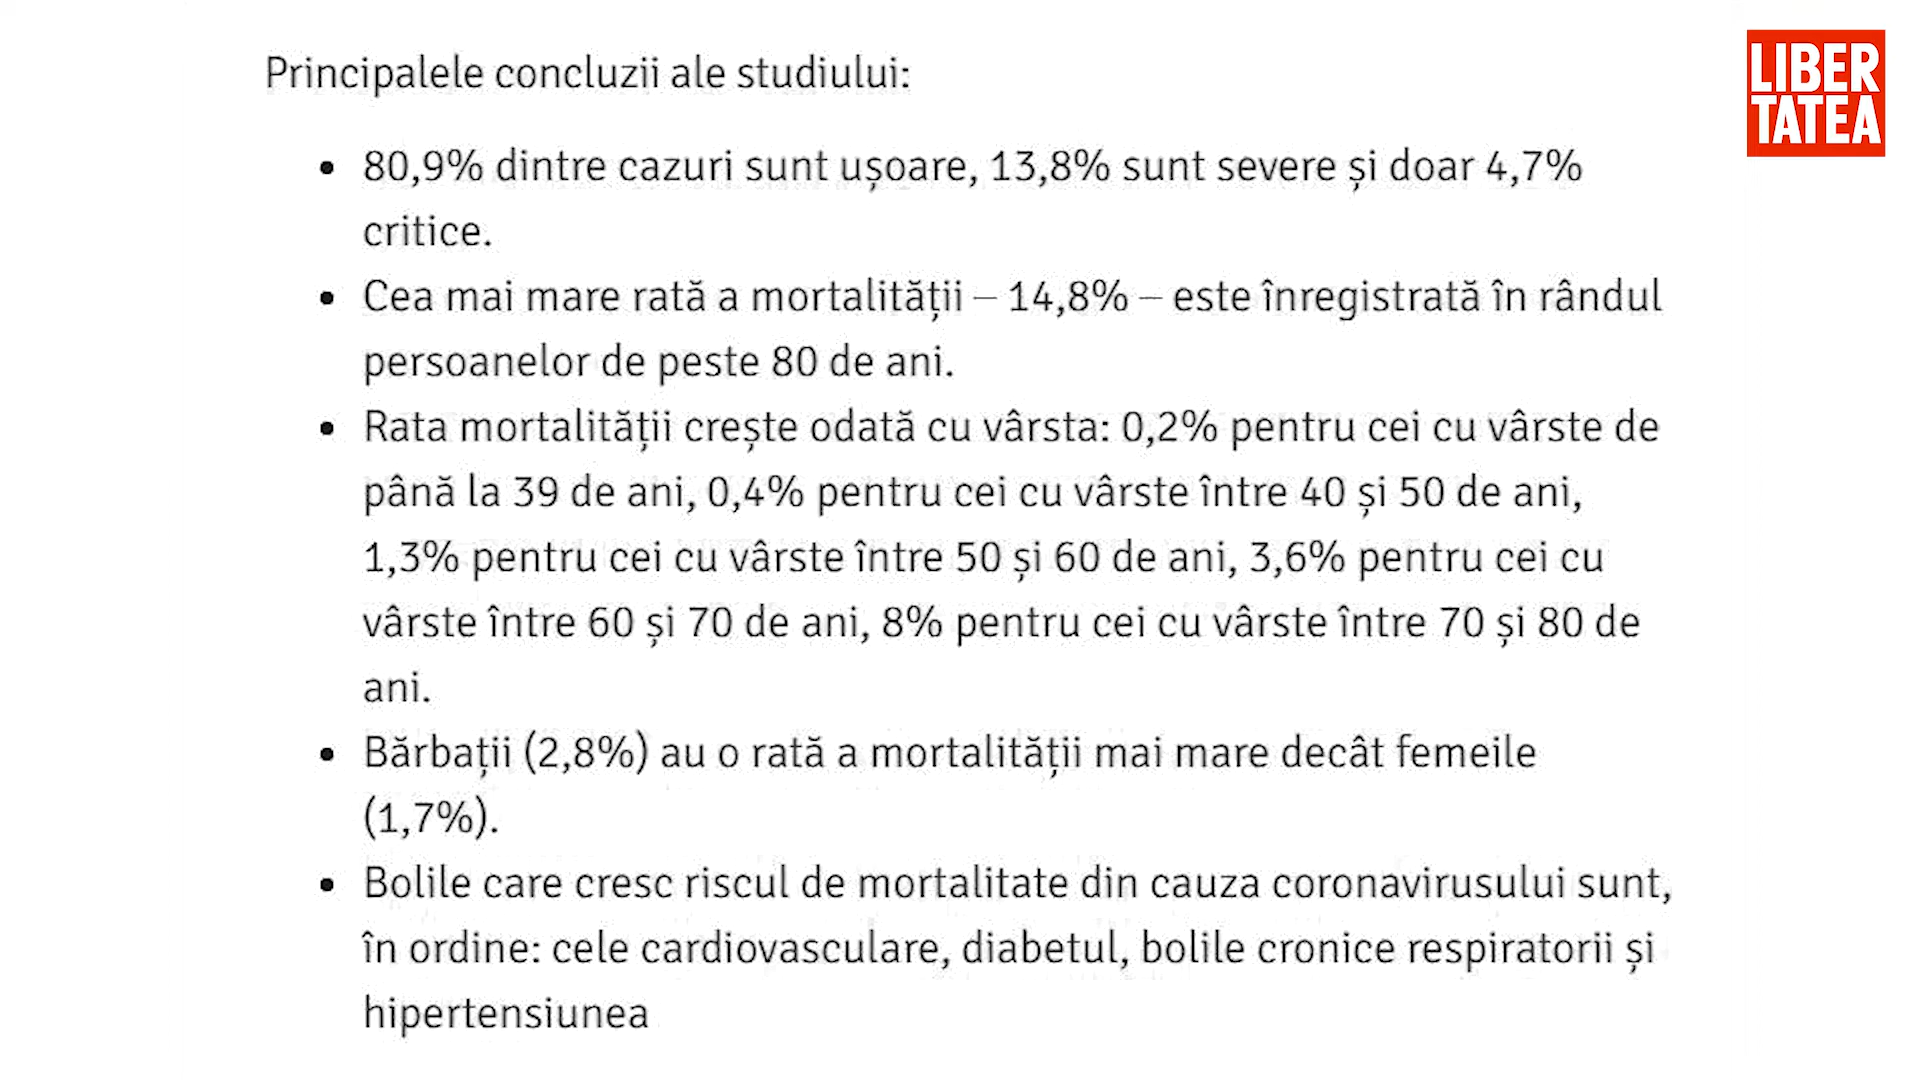 Principalele concluzii ale studiului:
LIBER
TATEA
• 80,9% dintre cazuri sunt ușoare, 13,8% sunt severe și doar 4,7%
critice.
• Cea mai mare rată a mortalității – 14,8% – este înregistrată în rândul
persoanelor de peste 80 de ani.
• Rata mortalității crește odată cu vârsta: 0,2% pentru cei cu vârste de
până la 39 de ani, 0,4% pentru cei cu vârste între 40 și 50 de ani,
1,3% pentru cei cu vârste între 50 și 60 de ani, 3,6% pentru cei cu
vârste între 60 și 70 de ani, 8% pentru cei cu vârste între 70 și 80 de
ani.
• Bărbații (2,8%) au o rată a mortalității mai mare decât femeile
(1,7%).
• Bolile care cresc riscul de mortalitate din cauza coronavirusului sunt,
în ordine: cele cardiovasculare, diabetul, bolile cronice respiratorii și
hipertensiunea